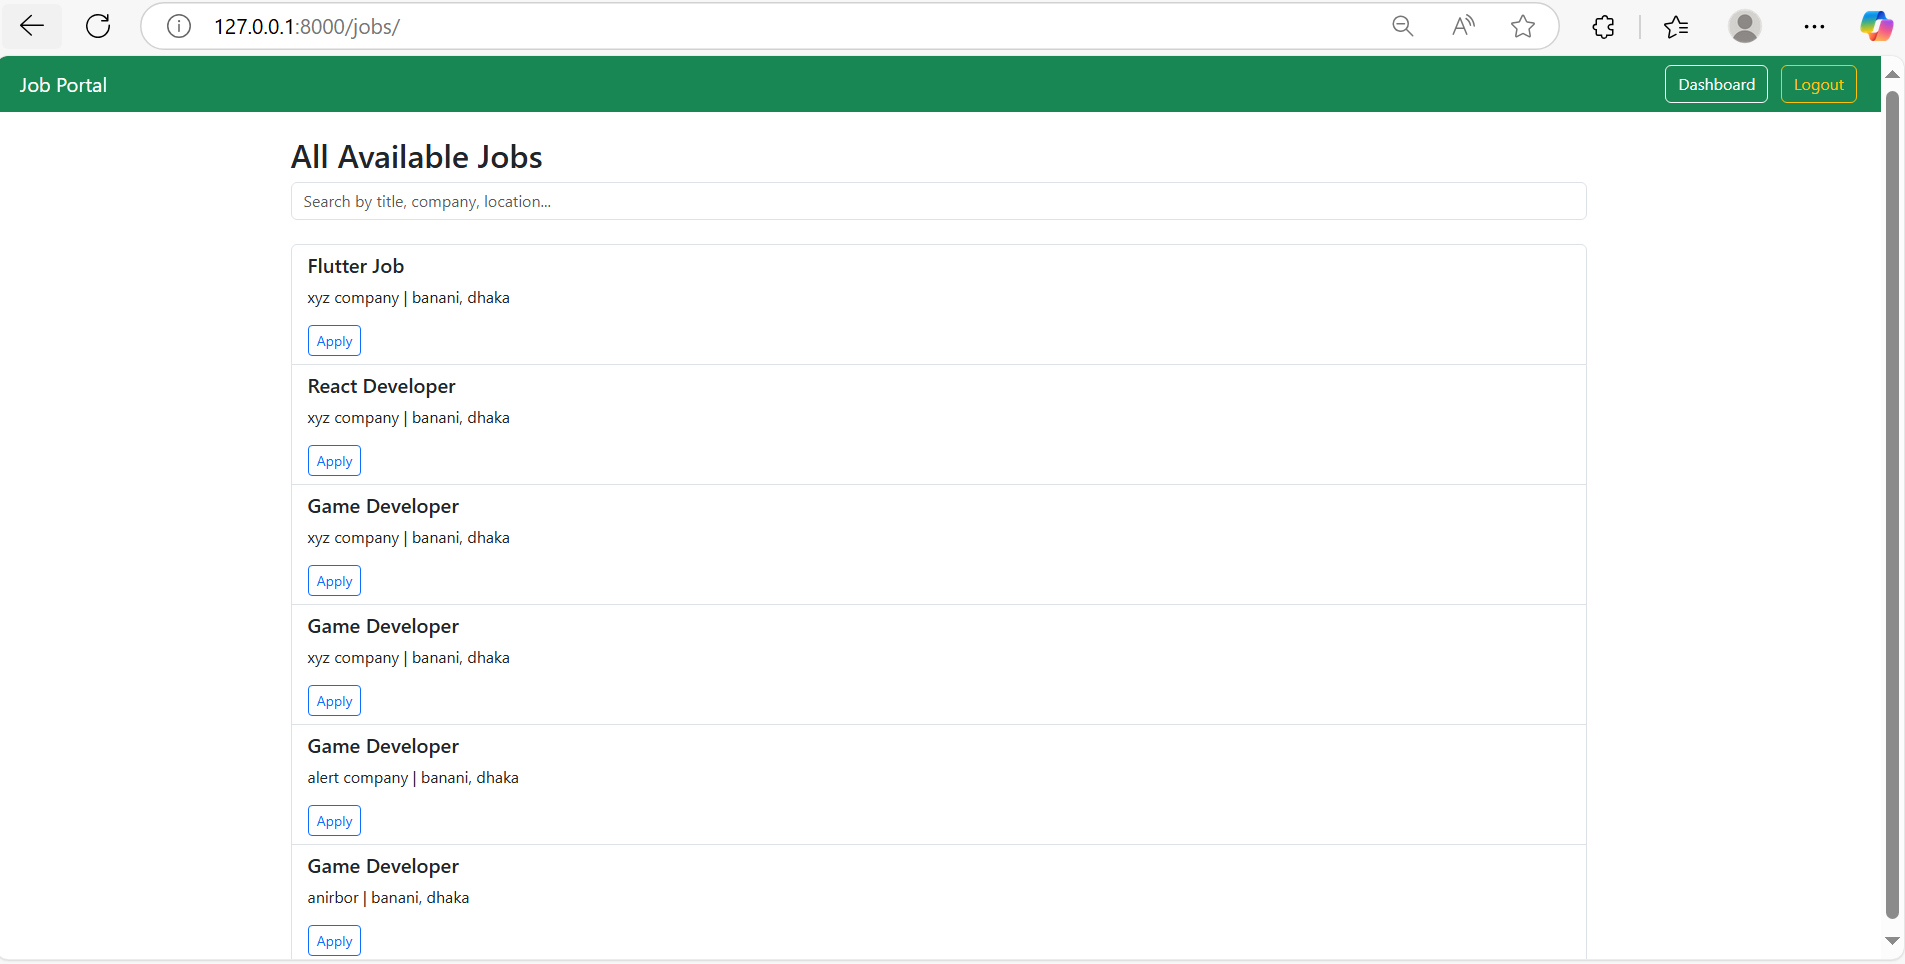 127.0.0.1:8000/jobs/
Job Portal
Dashboard
Logout
All Available Jobs
Search by title, company, location...
Flutter Job
xyz company | banani, dhaka
Apply
React Developer
xyz company | banani, dhaka
Apply
Game Developer
xyz company | banani, dhaka
Apply
Game Developer
xyz company | banani, dhaka
Apply
Game Developer
alert company | banani, dhaka
Apply
Game Developer
anirbor | banani, dhaka
Apply